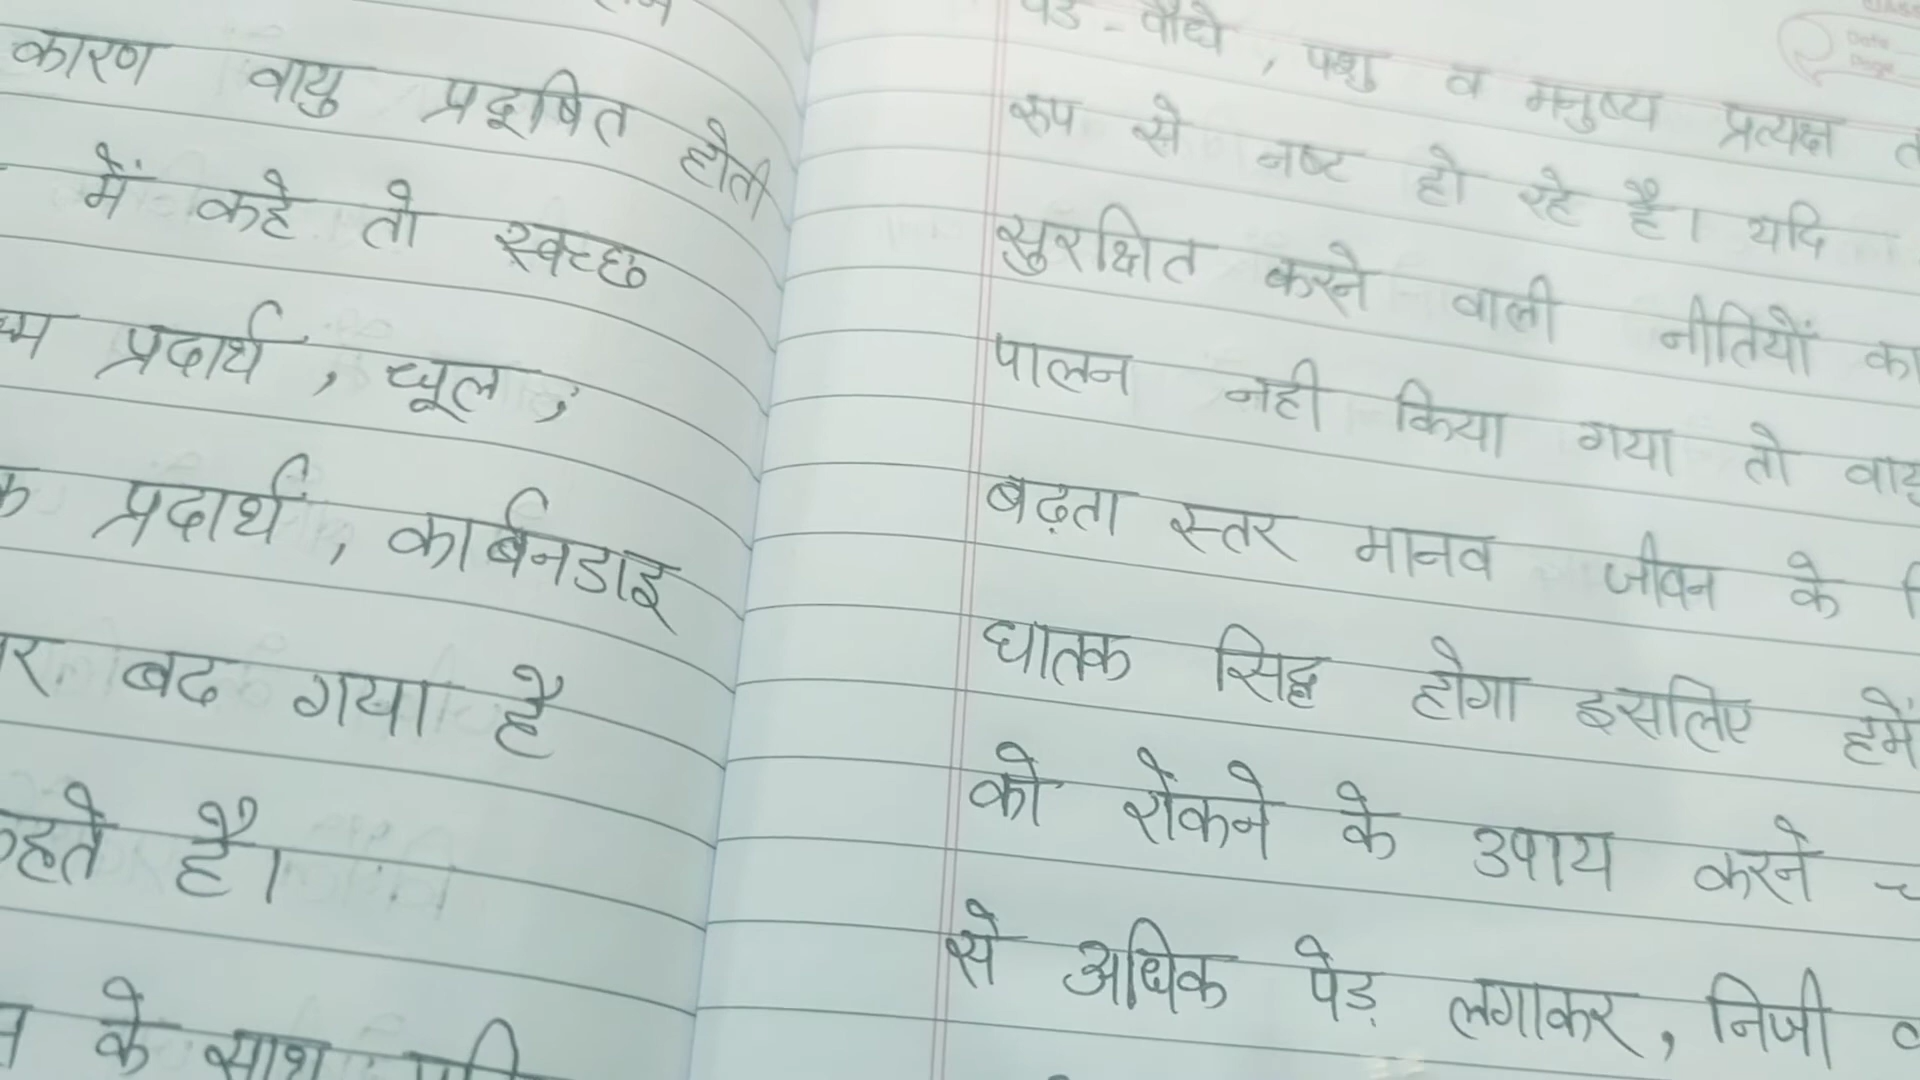 कारण वायु प्रदूषित होती
में कहे तो स्वच्छ
प्रदार्थ, धूल,
प्रदार्थ, कार्बनडाइ
बढ गया है
कहते है।
के साथ
पेड - पौधे, पशु व मनुष्य प्रत्यक्ष
रूप से नष्ट हो रहे है। यदि
सुरक्षित करने वाली नीतियों का
पालन नही किया गया तो वायु
बढ़ता स्तर मानव जीवन के
घातक सिद्ध होगा इसलिए हमें
को रोकने के उपाय करने
से अधिक पेड़ लगाकर, निजी